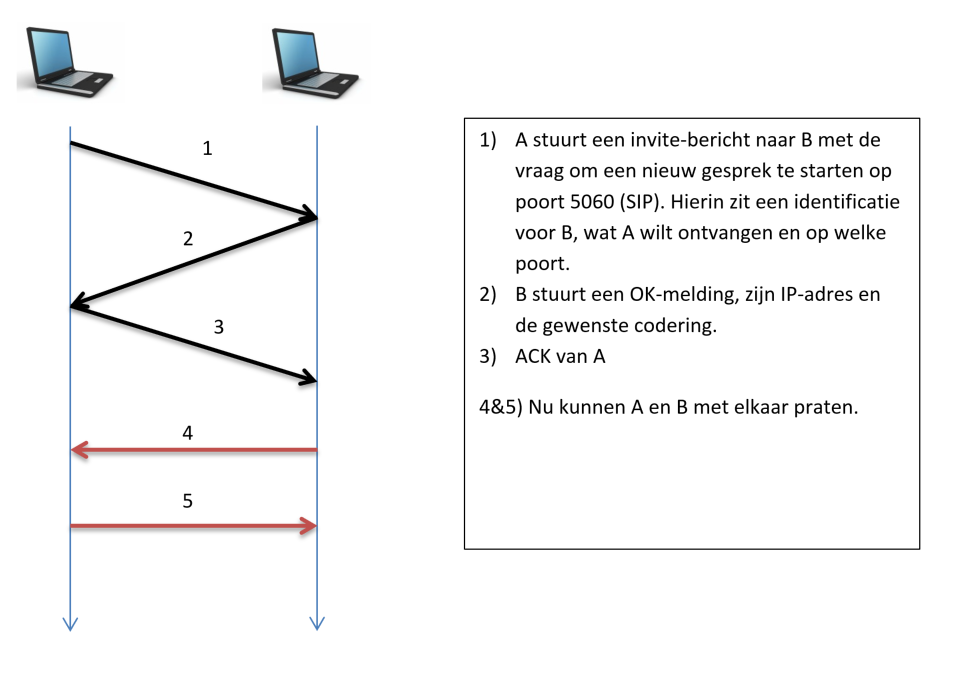 1
2
3
4
5
1) A stuurt een invite-bericht naar B met de
vraag om een nieuw gesprek te starten op
poort 5060 (SIP). Hierin zit een identificatie
voor B, wat A wilt ontvangen en op welke
poort.
2) B stuurt een OK-melding, zijn IP-adres en
de gewenste codering.
3) ACK van A
4&5) Nu kunnen A en B met elkaar praten.